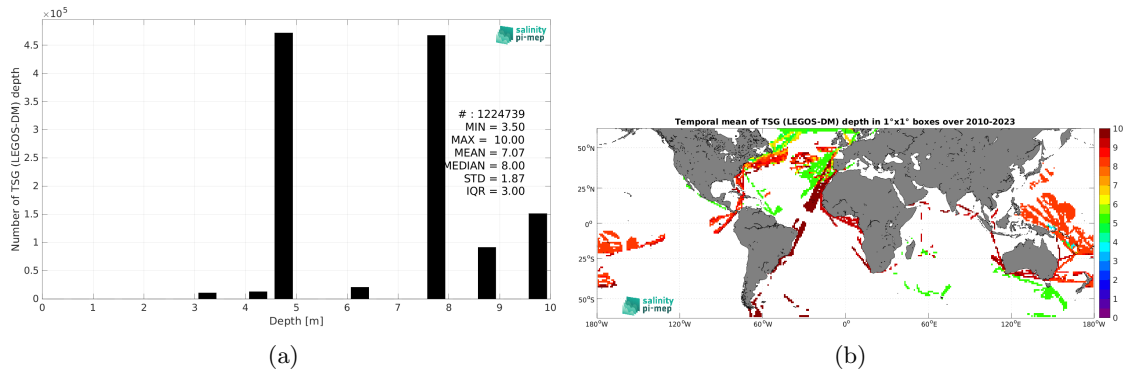 ×10⁵
4.5
4
3.5
3
2.5
2
1.5
1
0.5
0
Number of TSG (LEGOS-DM) depth
salinity
pi-mep
# : 1224739
MIN = 3.50
MAX = 10.00
MEAN = 7.07
MEDIAN = 8.00
STD = 1.87
IQR = 3.00
0 1 2 3 4 5 6 7 8 9 10
Depth [m]
(a)
Temporal mean of TSG (LEGOS-DM) depth in 1°x1° boxes over 2010-2023
50°N
25°N
0°
25°S
50°S
salinity
pi-mep
180°W 120°W 60°W 0° 60°E 120°E 180°W
10
9
8
7
6
5
4
3
2
1
0
(b)